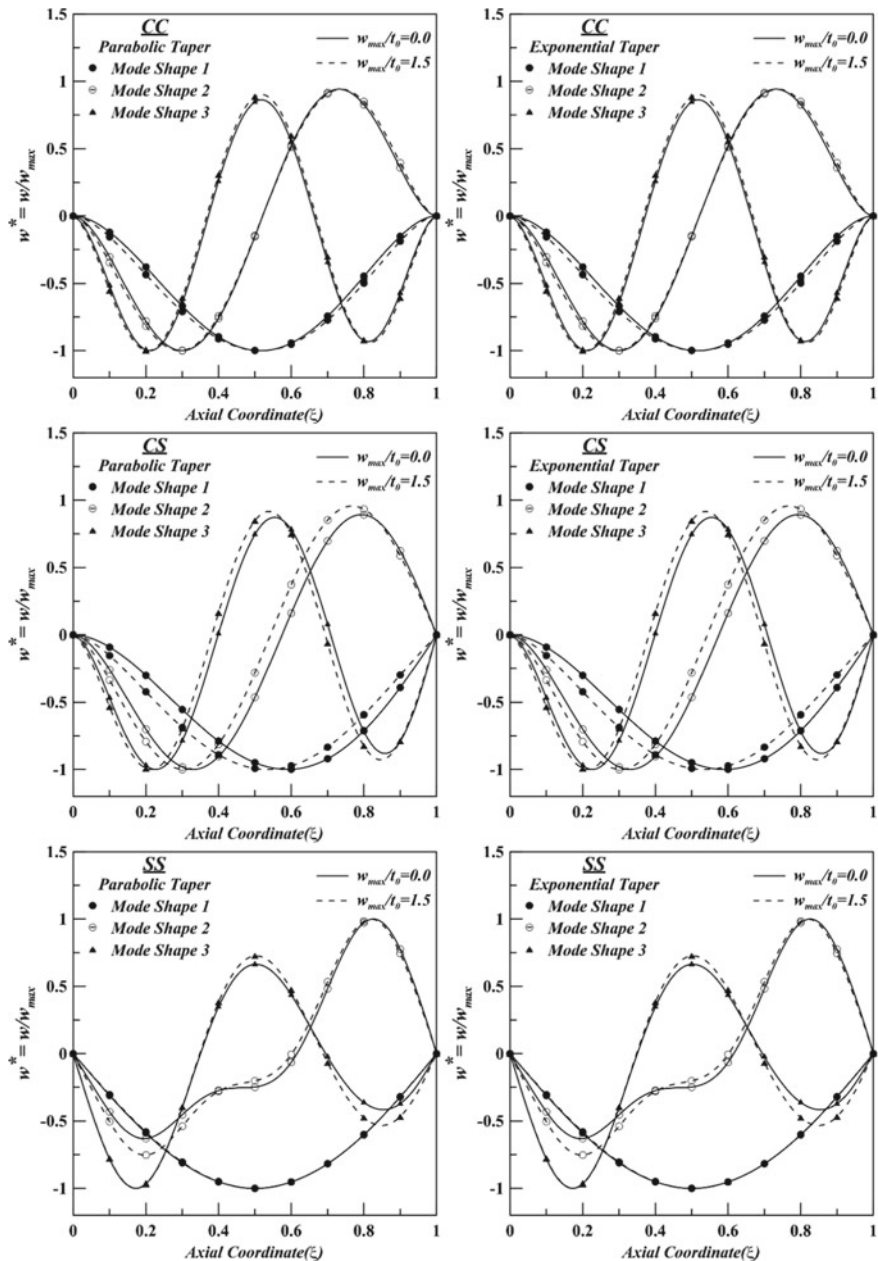 CC
Parabolic Taper
Mode Shape 1
Mode Shape 2
Mode Shape 3
w_max/t_0=0.0
w_max/t_0=1.5
1.5
1
0.5
0
-0.5
-1
w* = w/w_max
0 0.2 0.4 0.6 0.8 1
Axial Coordinate(ξ)
CC
Exponential Taper
Mode Shape 1
Mode Shape 2
Mode Shape 3
w_max/t_0=0.0
w_max/t_0=1.5
1.5
1
0.5
0
-0.5
-1
w* = w/w_max
0 0.2 0.4 0.6 0.8 1
Axial Coordinate(ξ)
CS
Parabolic Taper
Mode Shape 1
Mode Shape 2
Mode Shape 3
w_max/t_0=0.0
w_max/t_0=1.5
1.5
1
0.5
0
-0.5
-1
w* = w/w_max
0 0.2 0.4 0.6 0.8 1
Axial Coordinate(ξ)
CS
Exponential Taper
Mode Shape 1
Mode Shape 2
Mode Shape 3
w_max/t_0=0.0
w_max/t_0=1.5
1.5
1
0.5
0
-0.5
-1
w* = w/w_max
0 0.2 0.4 0.6 0.8 1
Axial Coordinate(ξ)
SS
Parabolic Taper
Mode Shape 1
Mode Shape 2
Mode Shape 3
w_max/t_0=0.0
w_max/t_0=1.5
1.5
1
0.5
0
-0.5
-1
w* = w/w_max
0 0.2 0.4 0.6 0.8 1
Axial Coordinate(ξ)
SS
Exponential Taper
Mode Shape 1
Mode Shape 2
Mode Shape 3
w_max/t_0=0.0
w_max/t_0=1.5
1.5
1
0.5
0
-0.5
-1
w* = w/w_max
0 0.2 0.4 0.6 0.8 1
Axial Coordinate(ξ)